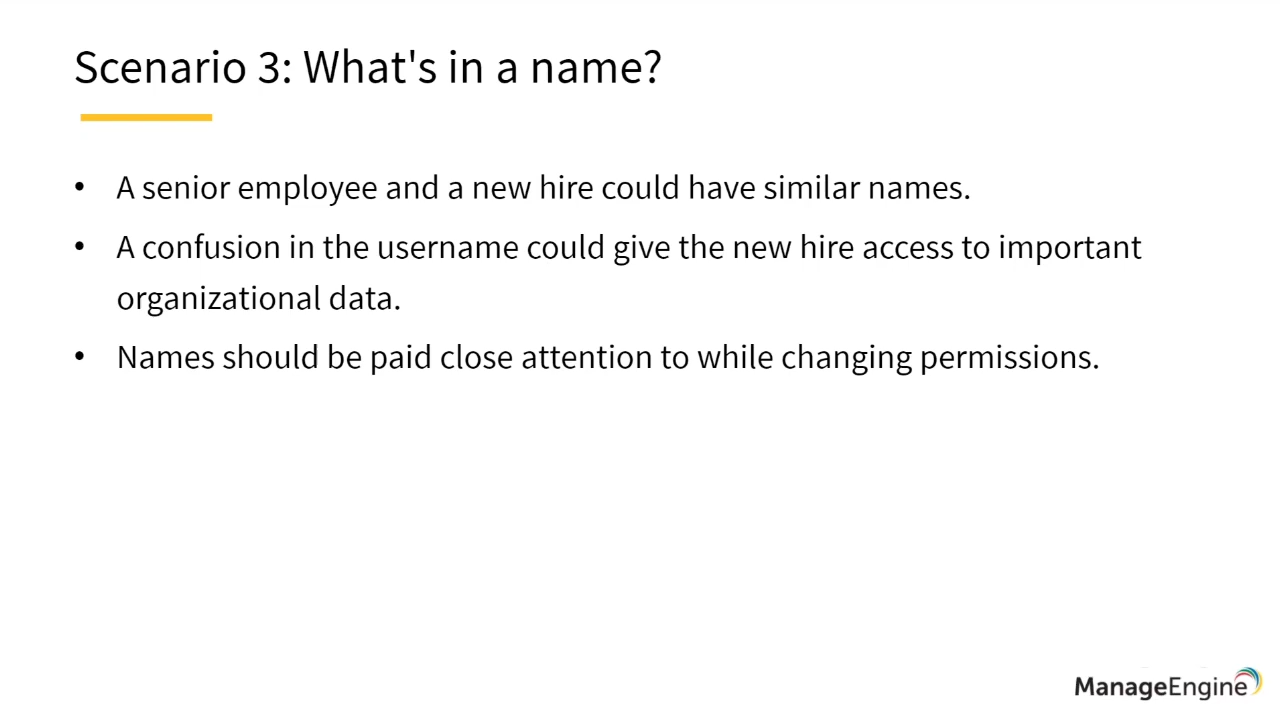 Scenario 3: What's in a name?
• A senior employee and a new hire could have similar names.
• A confusion in the username could give the new hire access to important
organizational data.
• Names should be paid close attention to while changing permissions.
ManageEngine